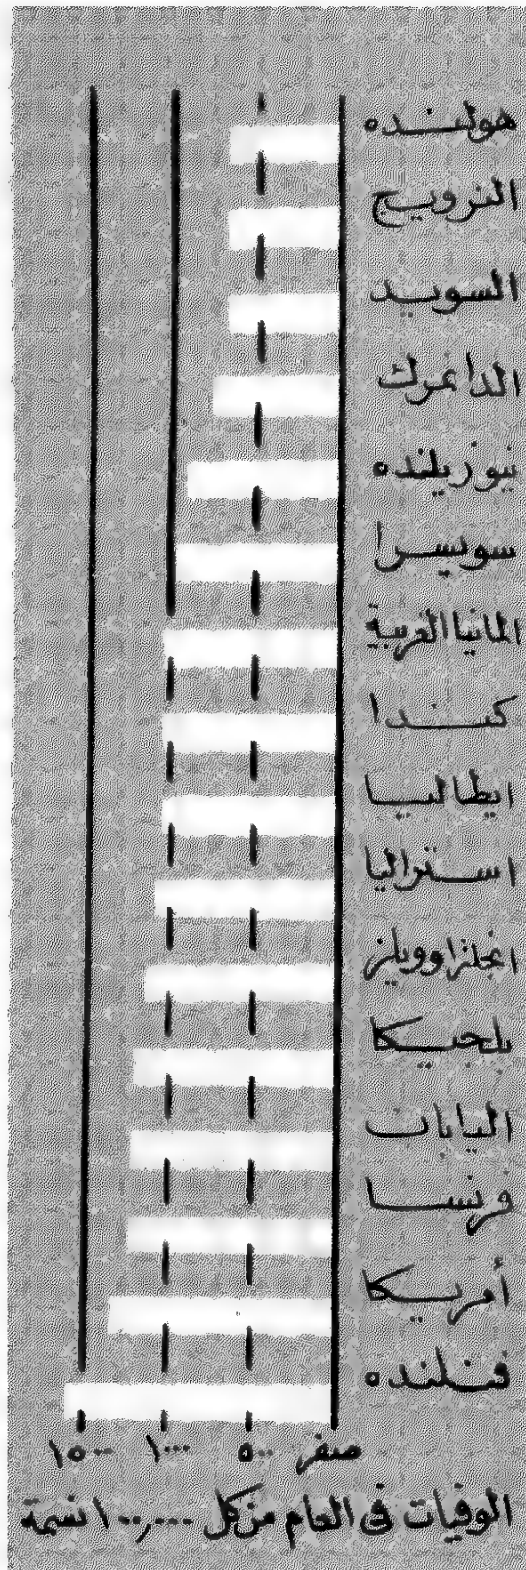 هولنده
النرويج
السويد
الدانمرك
نيوزيلنده
سويسرا
المانيا الغربية
كندا
ايطاليا
استراليا
انجلترا وويلز
بلجيكا
اليابان
فرنسا
أمريكا
فنلنده
صفر ٥٠٠ ١٠٠٠ ١٥٠٠
الوفيات فى العام من كل ١٠٠,٠٠٠ نسمة